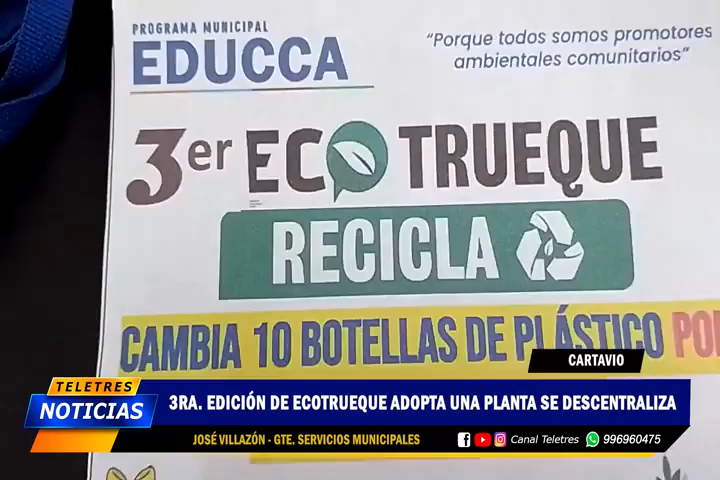 PROGRAMA MUNICIPAL
EDUCCA
“Porque todos somos promotores
ambientales comunitarios”
3er ECO TRUEQUE
RECICLA
CAMBIA 10 BOTELLAS DE PLÁSTICO PO
CARTAVIO
TELETRES
NOTICIAS
3RA. EDICIÓN DE ECOTRUEQUE ADOPTA UNA PLANTA SE DESCENTRALIZA
JOSÉ VILLAZÓN - GTE. SERVICIOS MUNICIPALES
Canal Teletres
996960475